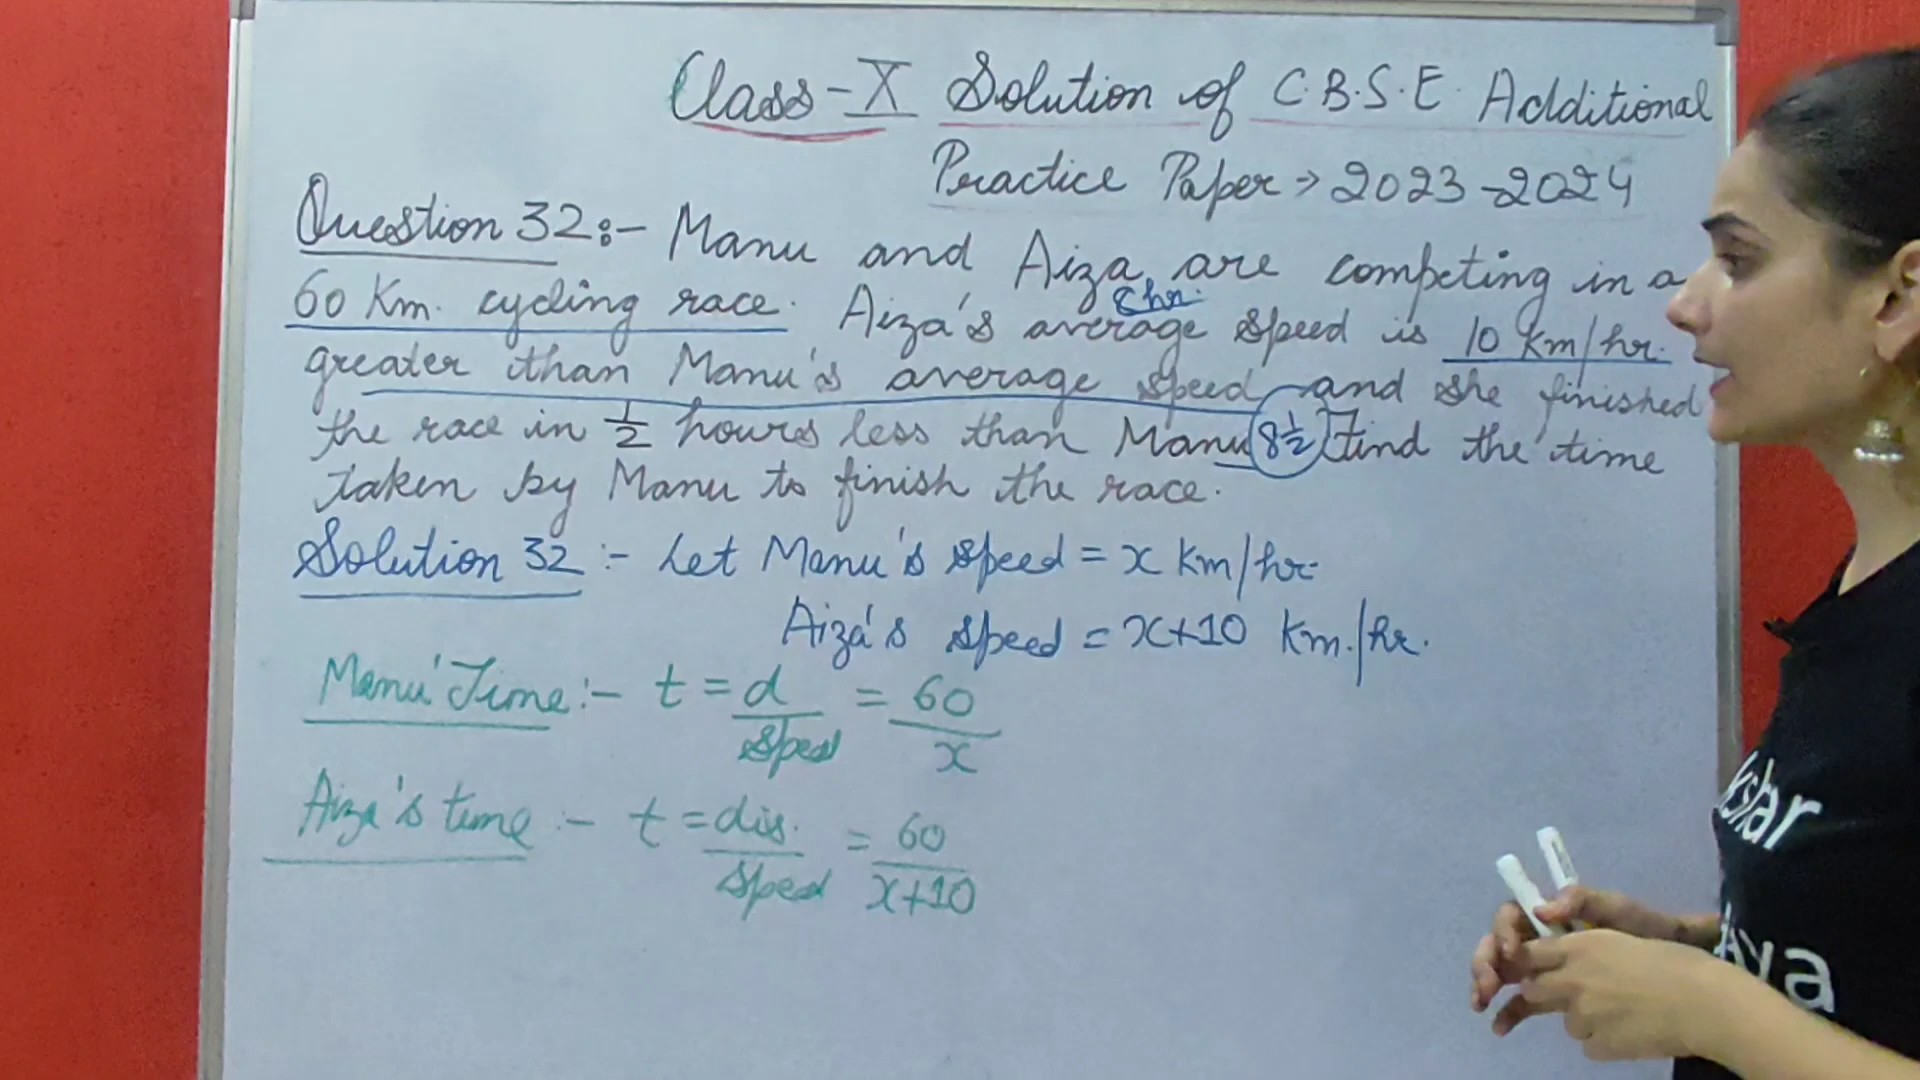 Class-X Solution of C.B.S.E. Additional
Practice Paper → 2023-2024
Question 32:- Manu and Aiza are competing in a
8hr.
60 Km. cycling race. Aiza's average speed is 10 km/hr.
greater than Manu's average speed and she finished
the race in 1/2 hours less than Manu 8 1/2 Find the time
taken by Manu to finish the race.
Solution 32 :- Let Manu's speed = x km/hr.
Aiza's speed = x+10 Km./hr.
Manu' Time :- t = d/speed = 60/x
Aiza's time :- t = dis./speed = 60/x+10